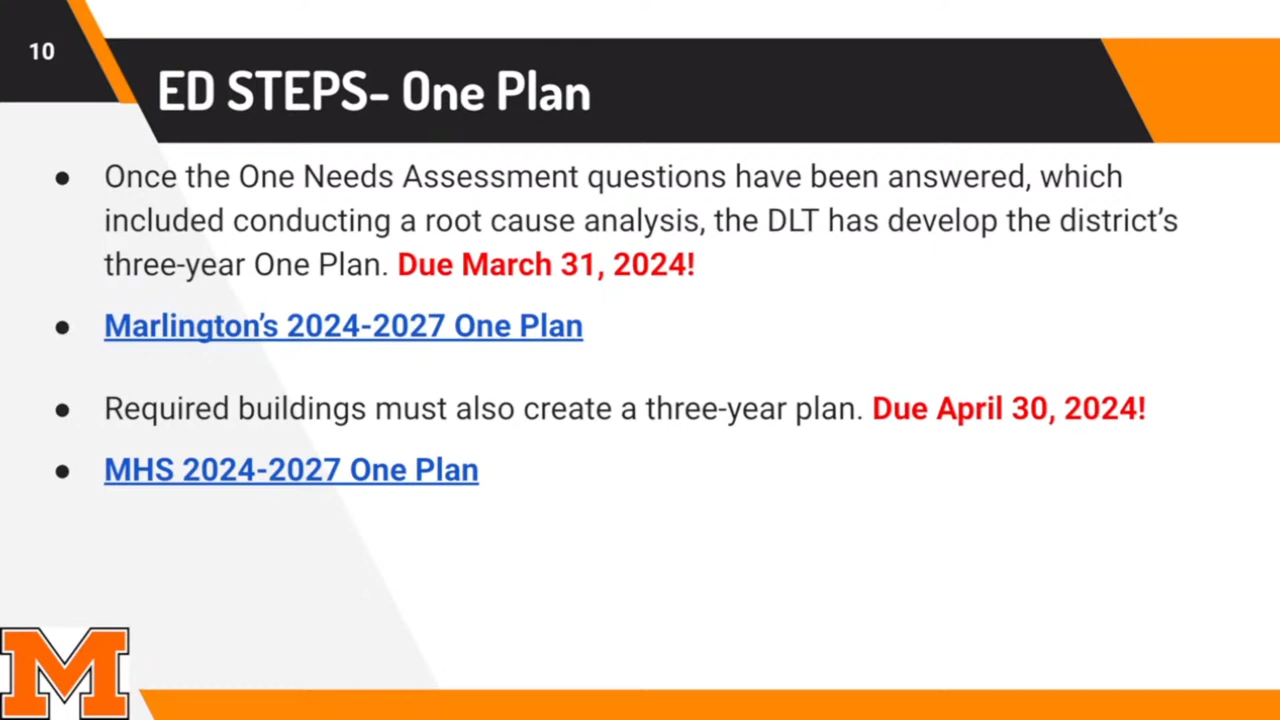 10
ED STEPS- One Plan
● Once the One Needs Assessment questions have been answered, which
included conducting a root cause analysis, the DLT has develop the district's
three-year One Plan. Due March 31, 2024!
● Marlington's 2024-2027 One Plan
● Required buildings must also create a three-year plan. Due April 30, 2024!
● MHS 2024-2027 One Plan
M